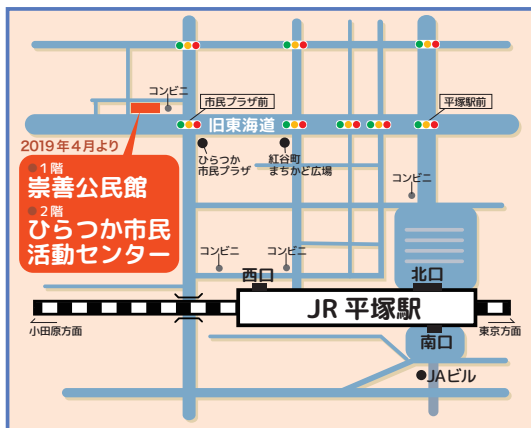 コンビニ
市民プラザ前
平塚駅前
旧東海道
2019年4月より
●1階
崇善公民館
●2階
ひらつか市民
活動センター
ひらつか
市民プラザ
紅谷町
まちかど広場
コンビニ
コンビニ
コンビニ
西口
北口
JR 平塚駅
小田原方面
東京方面
南口
JAビル